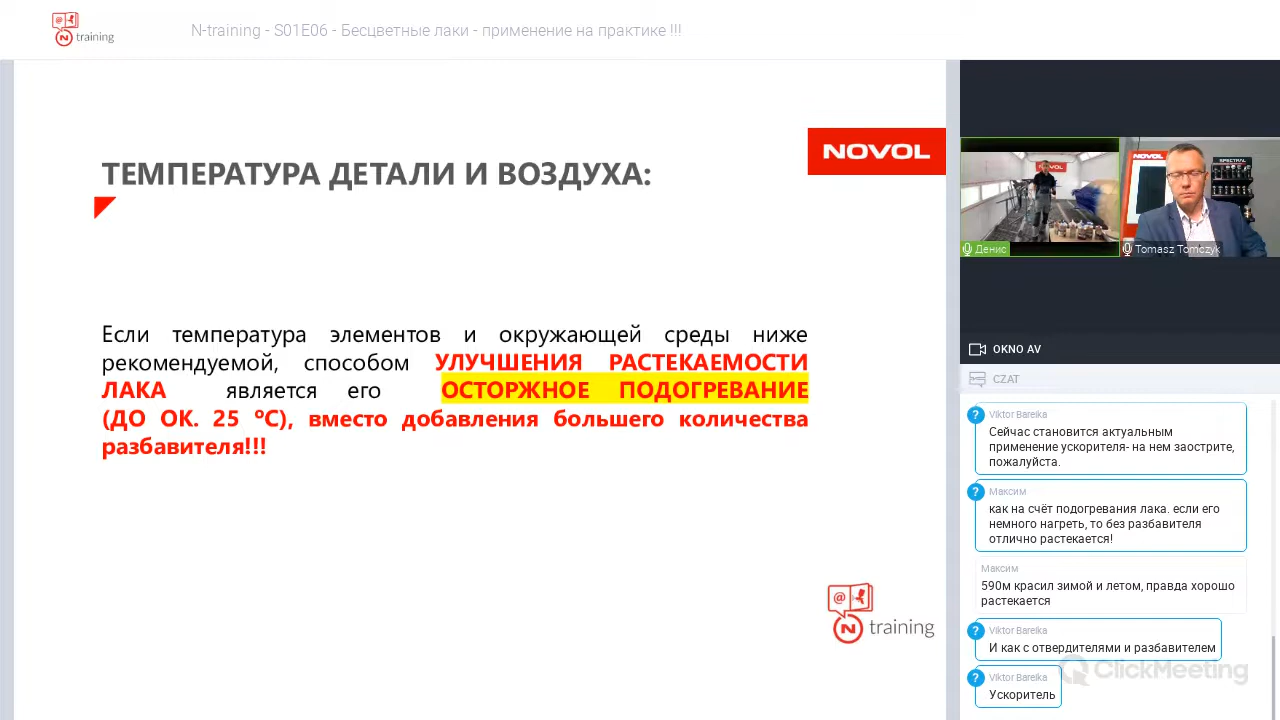 @
N training
N-training - S01E06 - Бесцветные лаки - применение на практике !!!
NOVOL
ТЕМПЕРАТУРА ДЕТАЛИ И ВОЗДУХА:
Если температура элементов и окружающей среды ниже
рекомендуемой, способом УЛУЧШЕНИЯ РАСТЕКАЕМОСТИ
ЛАКА является его ОСТОРЖНОЕ ПОДОГРЕВАНИЕ
(ДО ОК. 25 °C), вместо добавления большего количества
разбавителя!!!
@
N training
NOVOL
Денис
NOVOL
SPECTRAL
Tomasz Tomczyk
OKNO AV
CZAT
? Viktor Bareika
Сейчас становится актуальным
применение ускорителя- на нем заострите,
пожалуйста.
? Максим
как на счёт подогревания лака. если его
немного нагреть, то без разбавителя
отлично растекается!
Максим
590м красил зимой и летом, правда хорошо
растекается
? Viktor Bareika
И как с отвердителями и разбавителем
ClickMeeting
? Viktor Bareika
Ускоритель